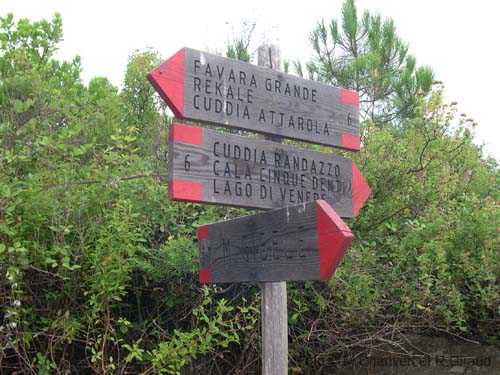 FAVARA GRANDE
REKALE
CUDDIA ATTAROLA
6
6
CUDDIA RANDAZZO
CALA CINQUE DENTI
LAGO DI VENERE